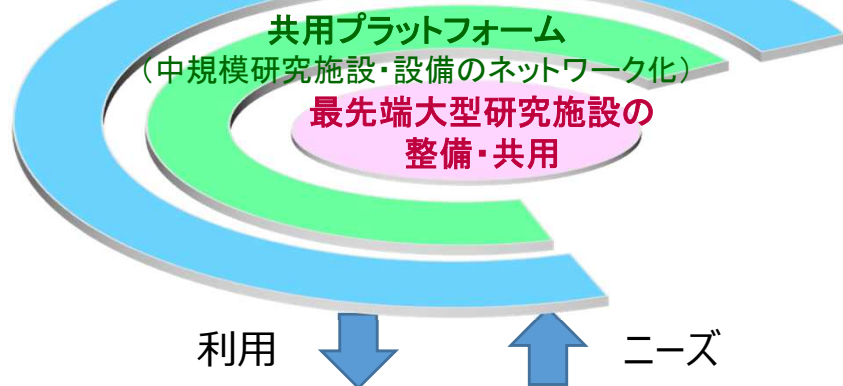 共用プラットフォーム
（中規模研究施設・設備のネットワーク化）
最先端大型研究施設の
整備・共用
利用
ニーズ